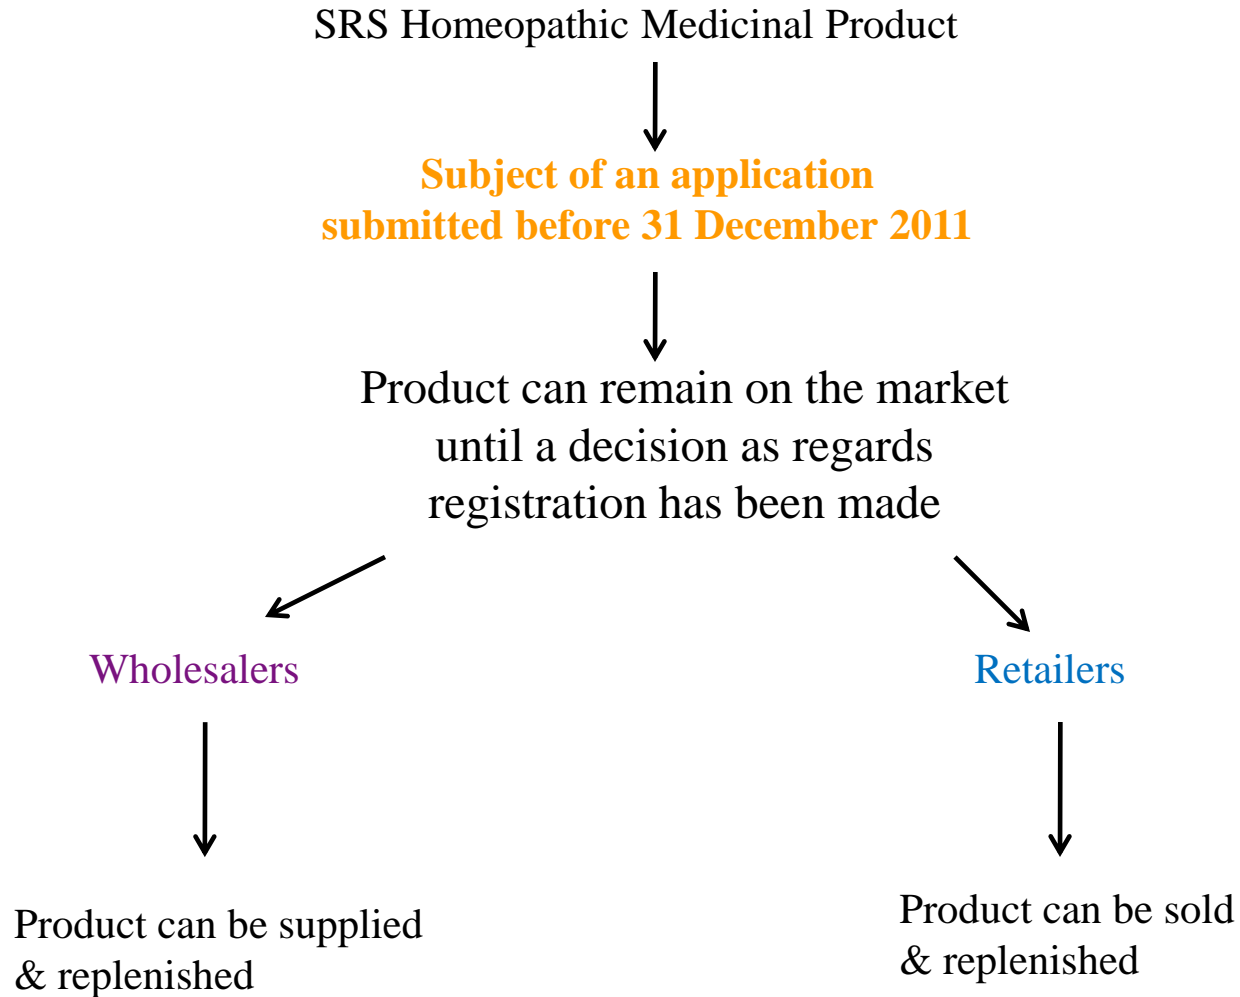 SRS Homeopathic Medicinal Product
Subject of an application
submitted before 31 December 2011
Product can remain on the market
until a decision as regards
registration has been made
Wholesalers
Retailers
Product can be supplied
& replenished
Product can be sold
& replenished